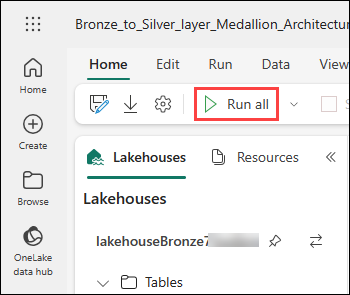 Bronze_to_Silver_layer_Medallion_Architectur
Home Edit Run Data View
Run all
Home
Create
Browse
OneLake
data hub
Lakehouses Resources
Lakehouses
lakehouseBronze7
Tables